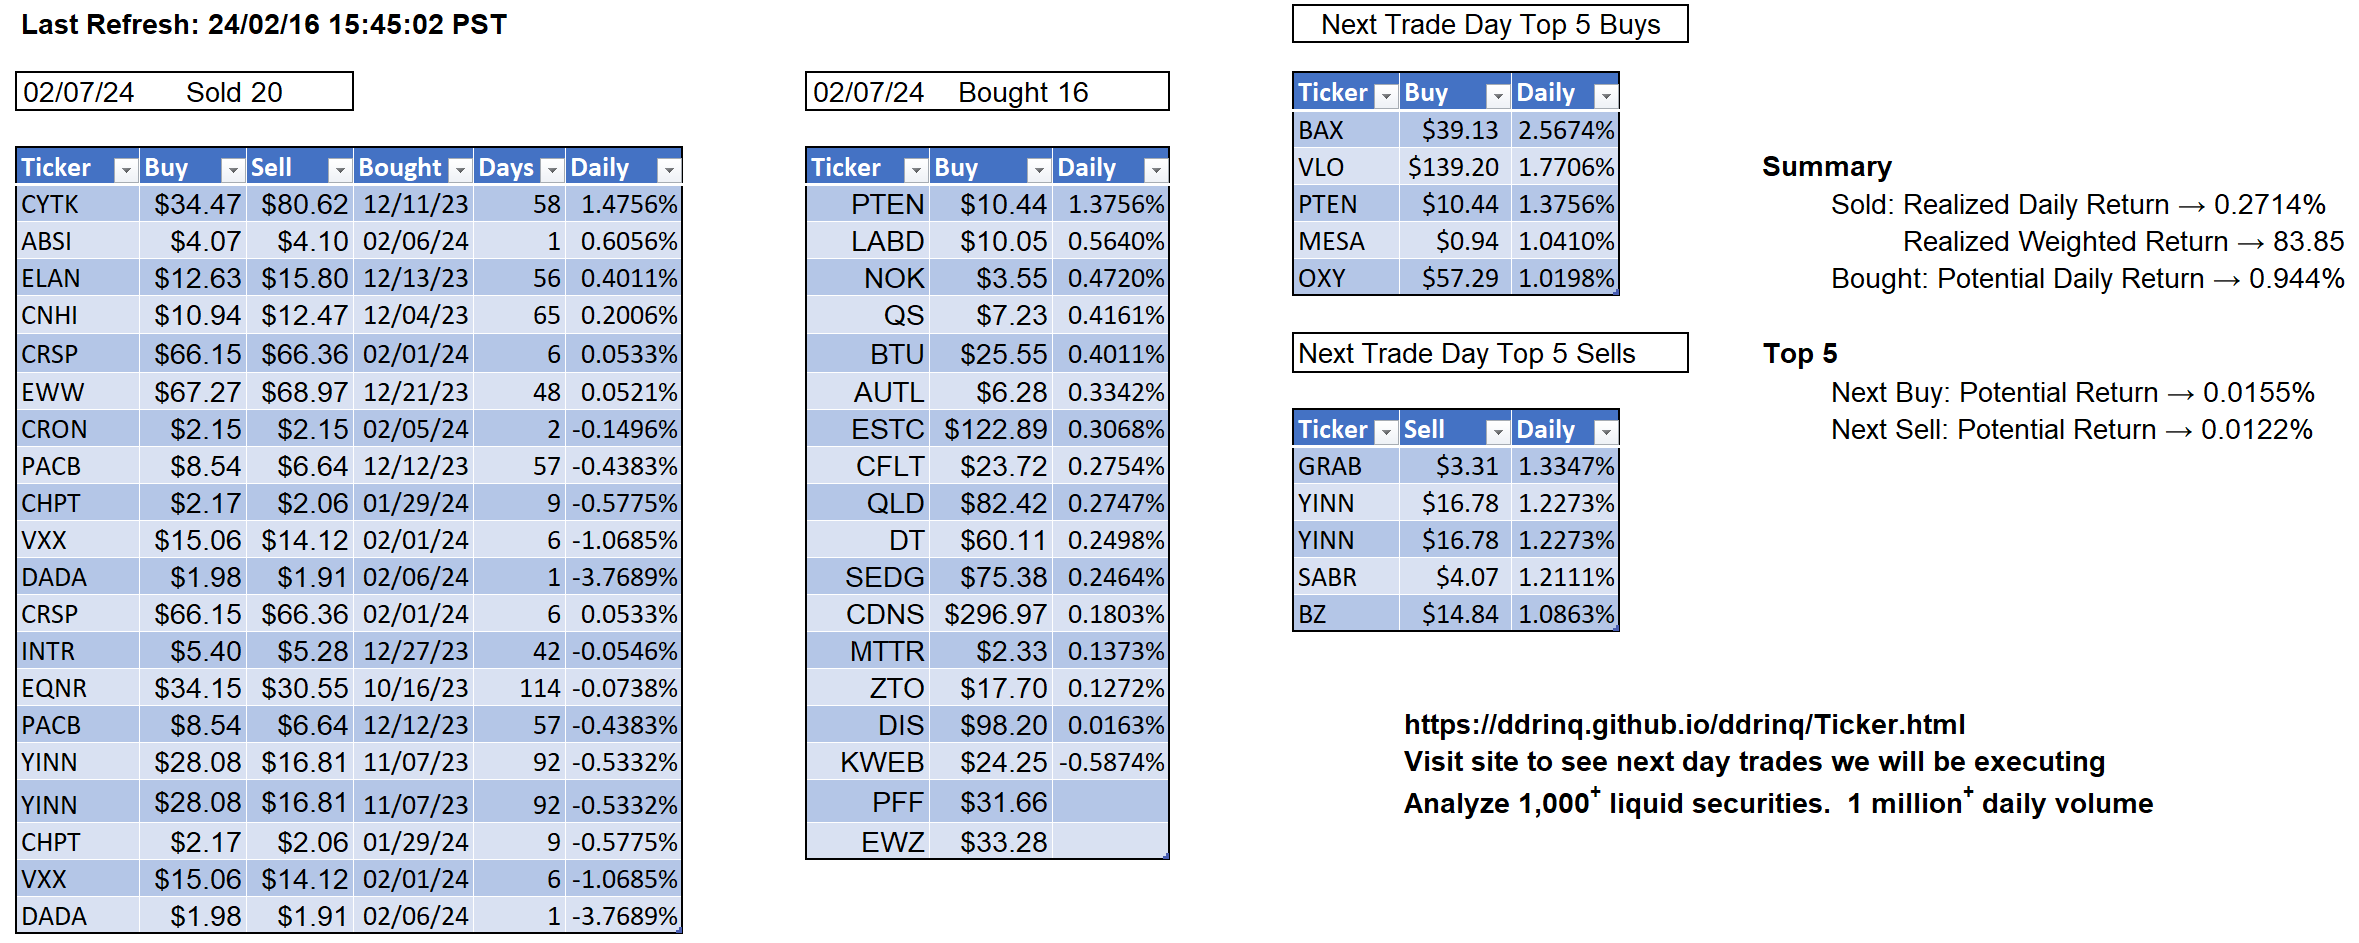 Last Refresh: 24/02/16 15:45:02 PST
02/07/24 Sold 20
Ticker Buy Sell Bought Days Daily
CYTK $34.47 $80.62 12/11/23 58 1.4756%
ABSI $4.07 $4.10 02/06/24 1 0.6056%
ELAN $12.63 $15.80 12/13/23 56 0.4011%
CNHI $10.94 $12.47 12/04/23 65 0.2006%
CRSP $66.15 $66.36 02/01/24 6 0.0533%
EWW $67.27 $68.97 12/21/23 48 0.0521%
CRON $2.15 $2.15 02/05/24 2 -0.1496%
PACB $8.54 $6.64 12/12/23 57 -0.4383%
CHPT $2.17 $2.06 01/29/24 9 -0.5775%
VXX $15.06 $14.12 02/01/24 6 -1.0685%
DADA $1.98 $1.91 02/06/24 1 -3.7689%
CRSP $66.15 $66.36 02/01/24 6 0.0533%
INTR $5.40 $5.28 12/27/23 42 -0.0546%
EQNR $34.15 $30.55 10/16/23 114 -0.0738%
PACB $8.54 $6.64 12/12/23 57 -0.4383%
YINN $28.08 $16.81 11/07/23 92 -0.5332%
YINN $28.08 $16.81 11/07/23 92 -0.5332%
CHPT $2.17 $2.06 01/29/24 9 -0.5775%
VXX $15.06 $14.12 02/01/24 6 -1.0685%
DADA $1.98 $1.91 02/06/24 1 -3.7689%
02/07/24 Bought 16
Ticker Buy Daily
PTEN $10.44 1.3756%
LABD $10.05 0.5640%
NOK $3.55 0.4720%
QS $7.23 0.4161%
BTU $25.55 0.4011%
AUTL $6.28 0.3342%
ESTC $122.89 0.3068%
CFLT $23.72 0.2754%
QLD $82.42 0.2747%
DT $60.11 0.2498%
SEDG $75.38 0.2464%
CDNS $296.97 0.1803%
MTTR $2.33 0.1373%
ZTO $17.70 0.1272%
DIS $98.20 0.0163%
KWEB $24.25 -0.5874%
PFF $31.66
EWZ $33.28
Next Trade Day Top 5 Buys
Ticker Buy Daily
BAX $39.13 2.5674%
VLO $139.20 1.7706%
PTEN $10.44 1.3756%
MESA $0.94 1.0410%
OXY $57.29 1.0198%
Next Trade Day Top 5 Sells
Ticker Sell Daily
GRAB $3.31 1.3347%
YINN $16.78 1.2273%
YINN $16.78 1.2273%
SABR $4.07 1.2111%
BZ $14.84 1.0863%
Summary
Sold: Realized Daily Return → 0.2714%
Realized Weighted Return → 83.85
Bought: Potential Daily Return → 0.944%
Top 5
Next Buy: Potential Return → 0.0155%
Next Sell: Potential Return → 0.0122%
https://ddrinq.github.io/ddrinq/Ticker.html
Visit site to see next day trades we will be executing
Analyze 1,000+ liquid securities. 1 million+ daily volume